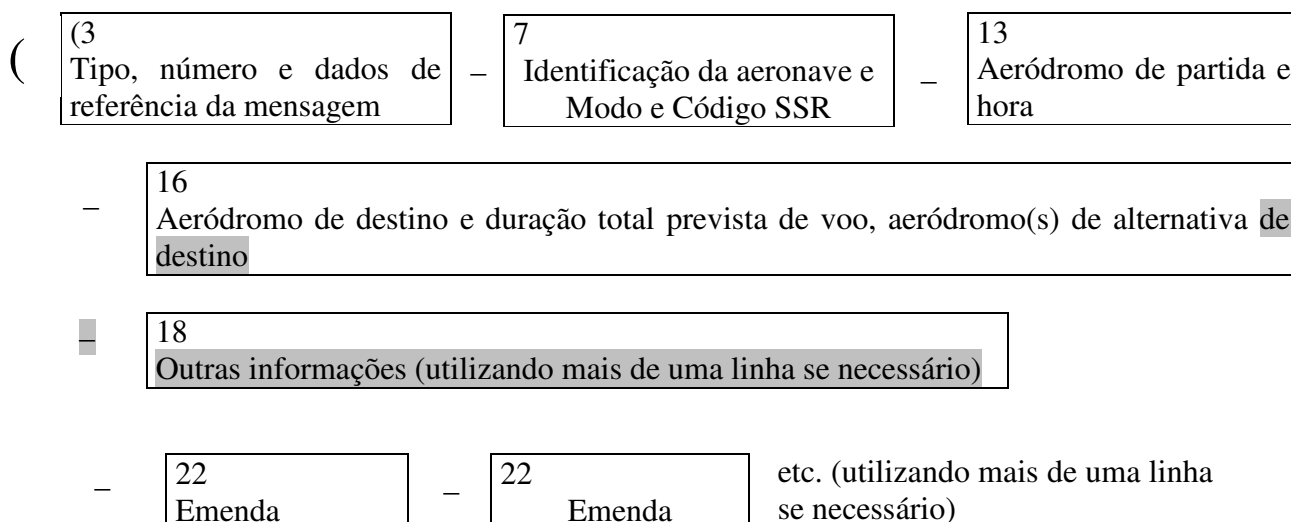 ( (3 – 7 – 13
Tipo, número e dados de referência da mensagem
Identificação da aeronave e Modo e Código SSR
Aeródromo de partida e hora
– 16
Aeródromo de destino e duração total prevista de voo, aeródromo(s) de alternativa de
destino
– 18
Outras informações (utilizando mais de uma linha se necessário)
– 22
Emenda
– 22
Emenda
etc. (utilizando mais de uma linha
se necessário)